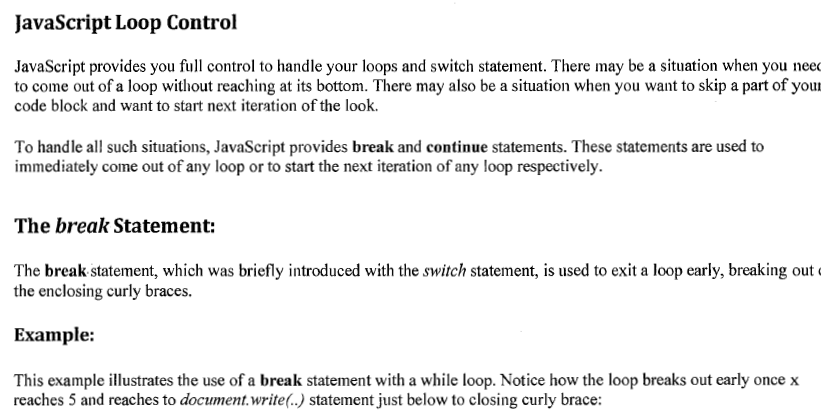 JavaScript Loop Control
JavaScript provides you full control to handle your loops and switch statement. There may be a situation when you need
to come out of a loop without reaching at its bottom. There may also be a situation when you want to skip a part of your
code block and want to start next iteration of the look.
To handle all such situations, JavaScript provides break and continue statements. These statements are used to
immediately come out of any loop or to start the next iteration of any loop respectively.
The break Statement:
The break statement, which was briefly introduced with the switch statement, is used to exit a loop early, breaking out
the enclosing curly braces.
Example:
This example illustrates the use of a break statement with a while loop. Notice how the loop breaks out early once x
reaches 5 and reaches to document.write(..) statement just below to closing curly brace: